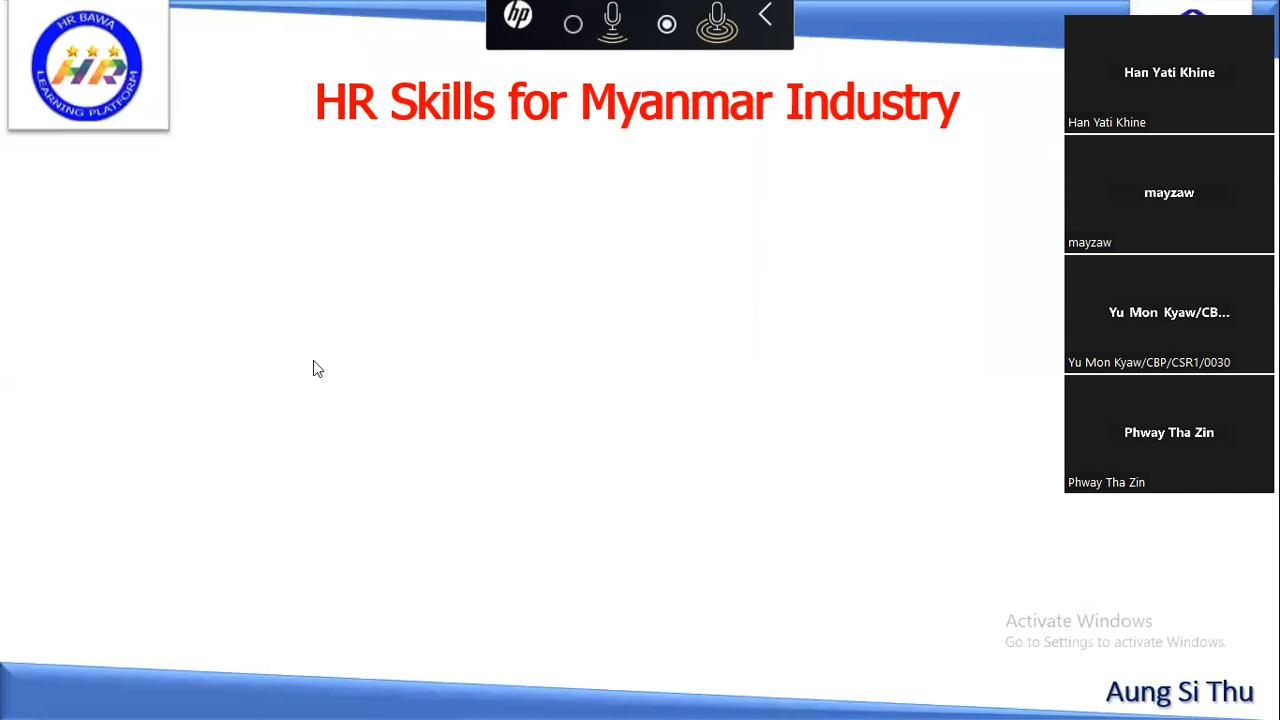 HR BAWA
HR
LEARNING PLATFORM
hp
HR Skills for Myanmar Industry
Han Yati Khine
Han Yati Khine
mayzaw
mayzaw
Yu Mon Kyaw/CB...
Yu Mon Kyaw/CBP/CSR1/0030
Phway Tha Zin
Phway Tha Zin
Activate Windows
Go to Settings to activate Windows.
Aung Si Thu